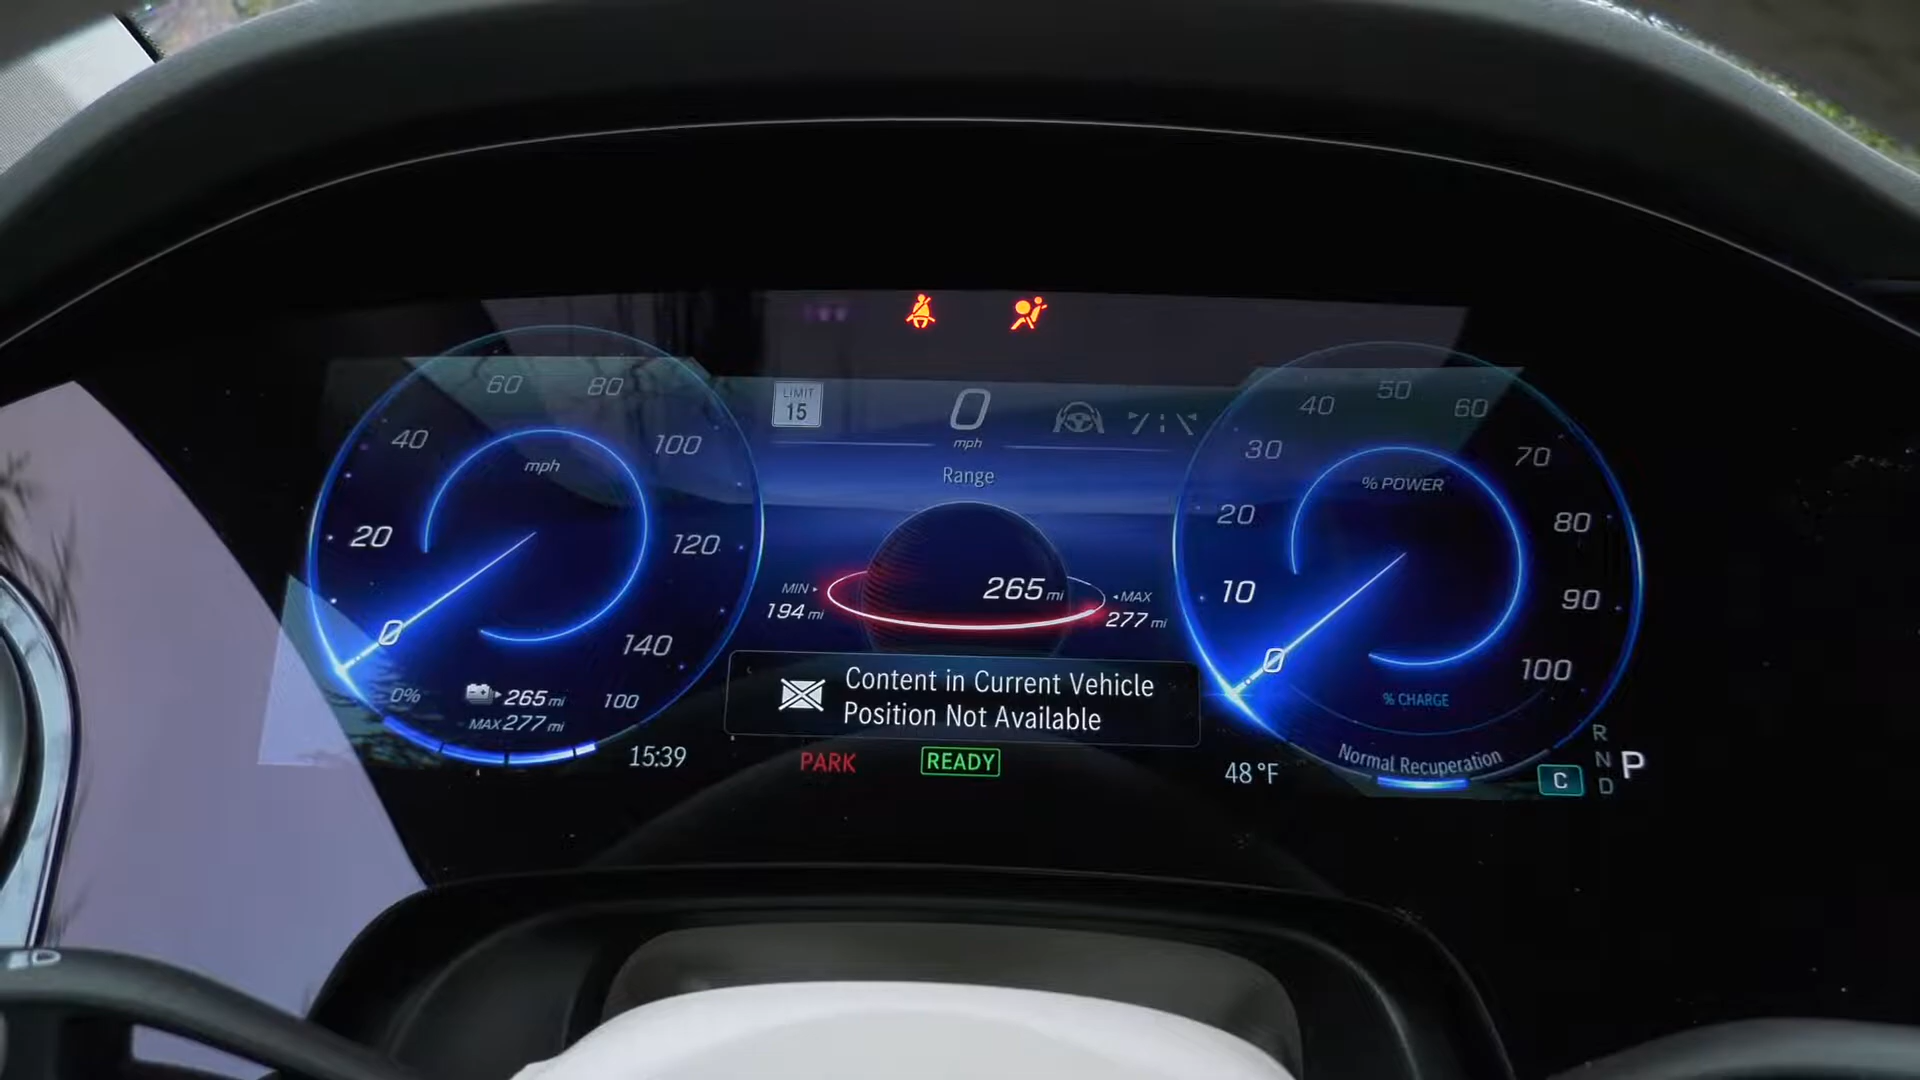 LIMIT
15
0
mph
Range
265 mi
MIN
194 mi
MAX
277 mi
Content in Current Vehicle
Position Not Available
PARK
READY
60
80
40
100
mph
20
120
0
140
0%
265 mi
100
MAX 277 mi
15:39
50
40
60
30
70
% POWER
20
80
10
90
0
100
% CHARGE
Normal Recuperation
48 °F
C
R
N
D
P